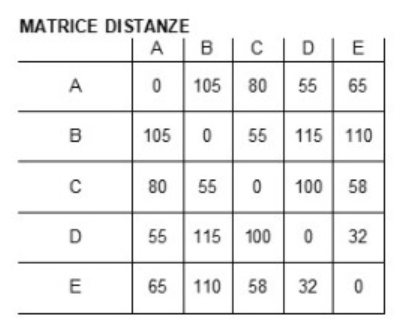 MATRICE DISTANZE
A B C D E
A 0 105 80 55 65
B 105 0 55 115 110
C 80 55 0 100 58
D 55 115 100 0 32
E 65 110 58 32 0